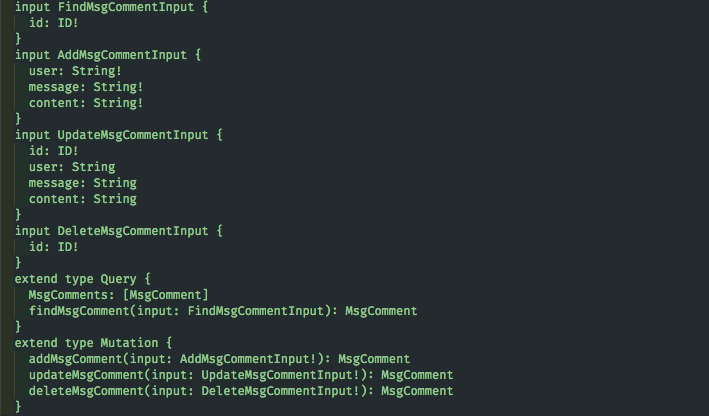 input FindMsgCommentInput {
  id: ID!
}
input AddMsgCommentInput {
  user: String!
  message: String!
  content: String!
}
input UpdateMsgCommentInput {
  id: ID!
  user: String
  message: String
  content: String
}
input DeleteMsgCommentInput {
  id: ID!
}
extend type Query {
  MsgComments: [MsgComment]
  findMsgComment(input: FindMsgCommentInput): MsgComment
}
extend type Mutation {
  addMsgComment(input: AddMsgCommentInput!): MsgComment
  updateMsgComment(input: UpdateMsgCommentInput!): MsgComment
  deleteMsgComment(input: DeleteMsgCommentInput!): MsgComment
}